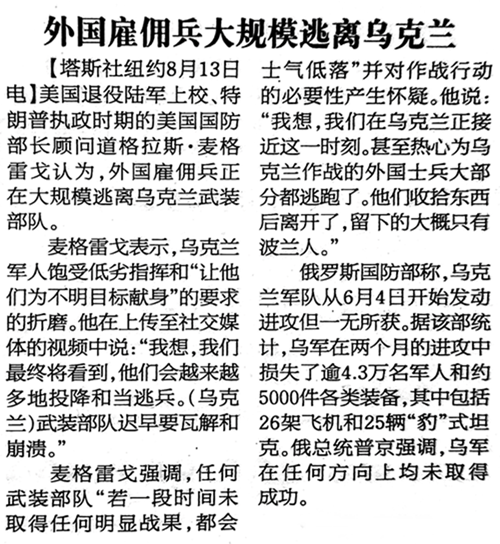 外国雇佣兵大规模逃离乌克兰
【塔斯社纽约8月13日
电】美国退役陆军上校、特
朗普执政时期的美国国防
部长顾问道格拉斯·麦格
雷戈认为，外国雇佣兵正
在大规模逃离乌克兰武装
部队。
麦格雷戈表示，乌克兰
军人饱受低劣指挥和“让他
们为不明目标献身”的要求
的折磨。他在上传至社交媒
体的视频中说：“我想，我们
最终将看到，他们会越来越
多地投降和当逃兵。（乌克
兰）武装部队迟早要瓦解和
崩溃。”
麦格雷戈强调，任何
武装部队“若一段时间未
取得任何明显战果，都会
士气低落”并对作战行动
的必要性产生怀疑。他说：
“我想，我们在乌克兰正接
近这一时刻。甚至热心为乌
克兰作战的外国士兵大部
分都逃跑了。他们收拾东西
后离开了，留下的大概只有
波兰人。”
俄罗斯国防部称，乌克
兰军队从6月4日开始发动
进攻但一无所获。据该部统
计，乌军在两个月的进攻中
损失了逾4.3万名军人和约
5000件各类装备，其中包括
26架飞机和25辆“豹”式坦
克。俄总统普京强调，乌军
在任何方向上均未取得
成功。